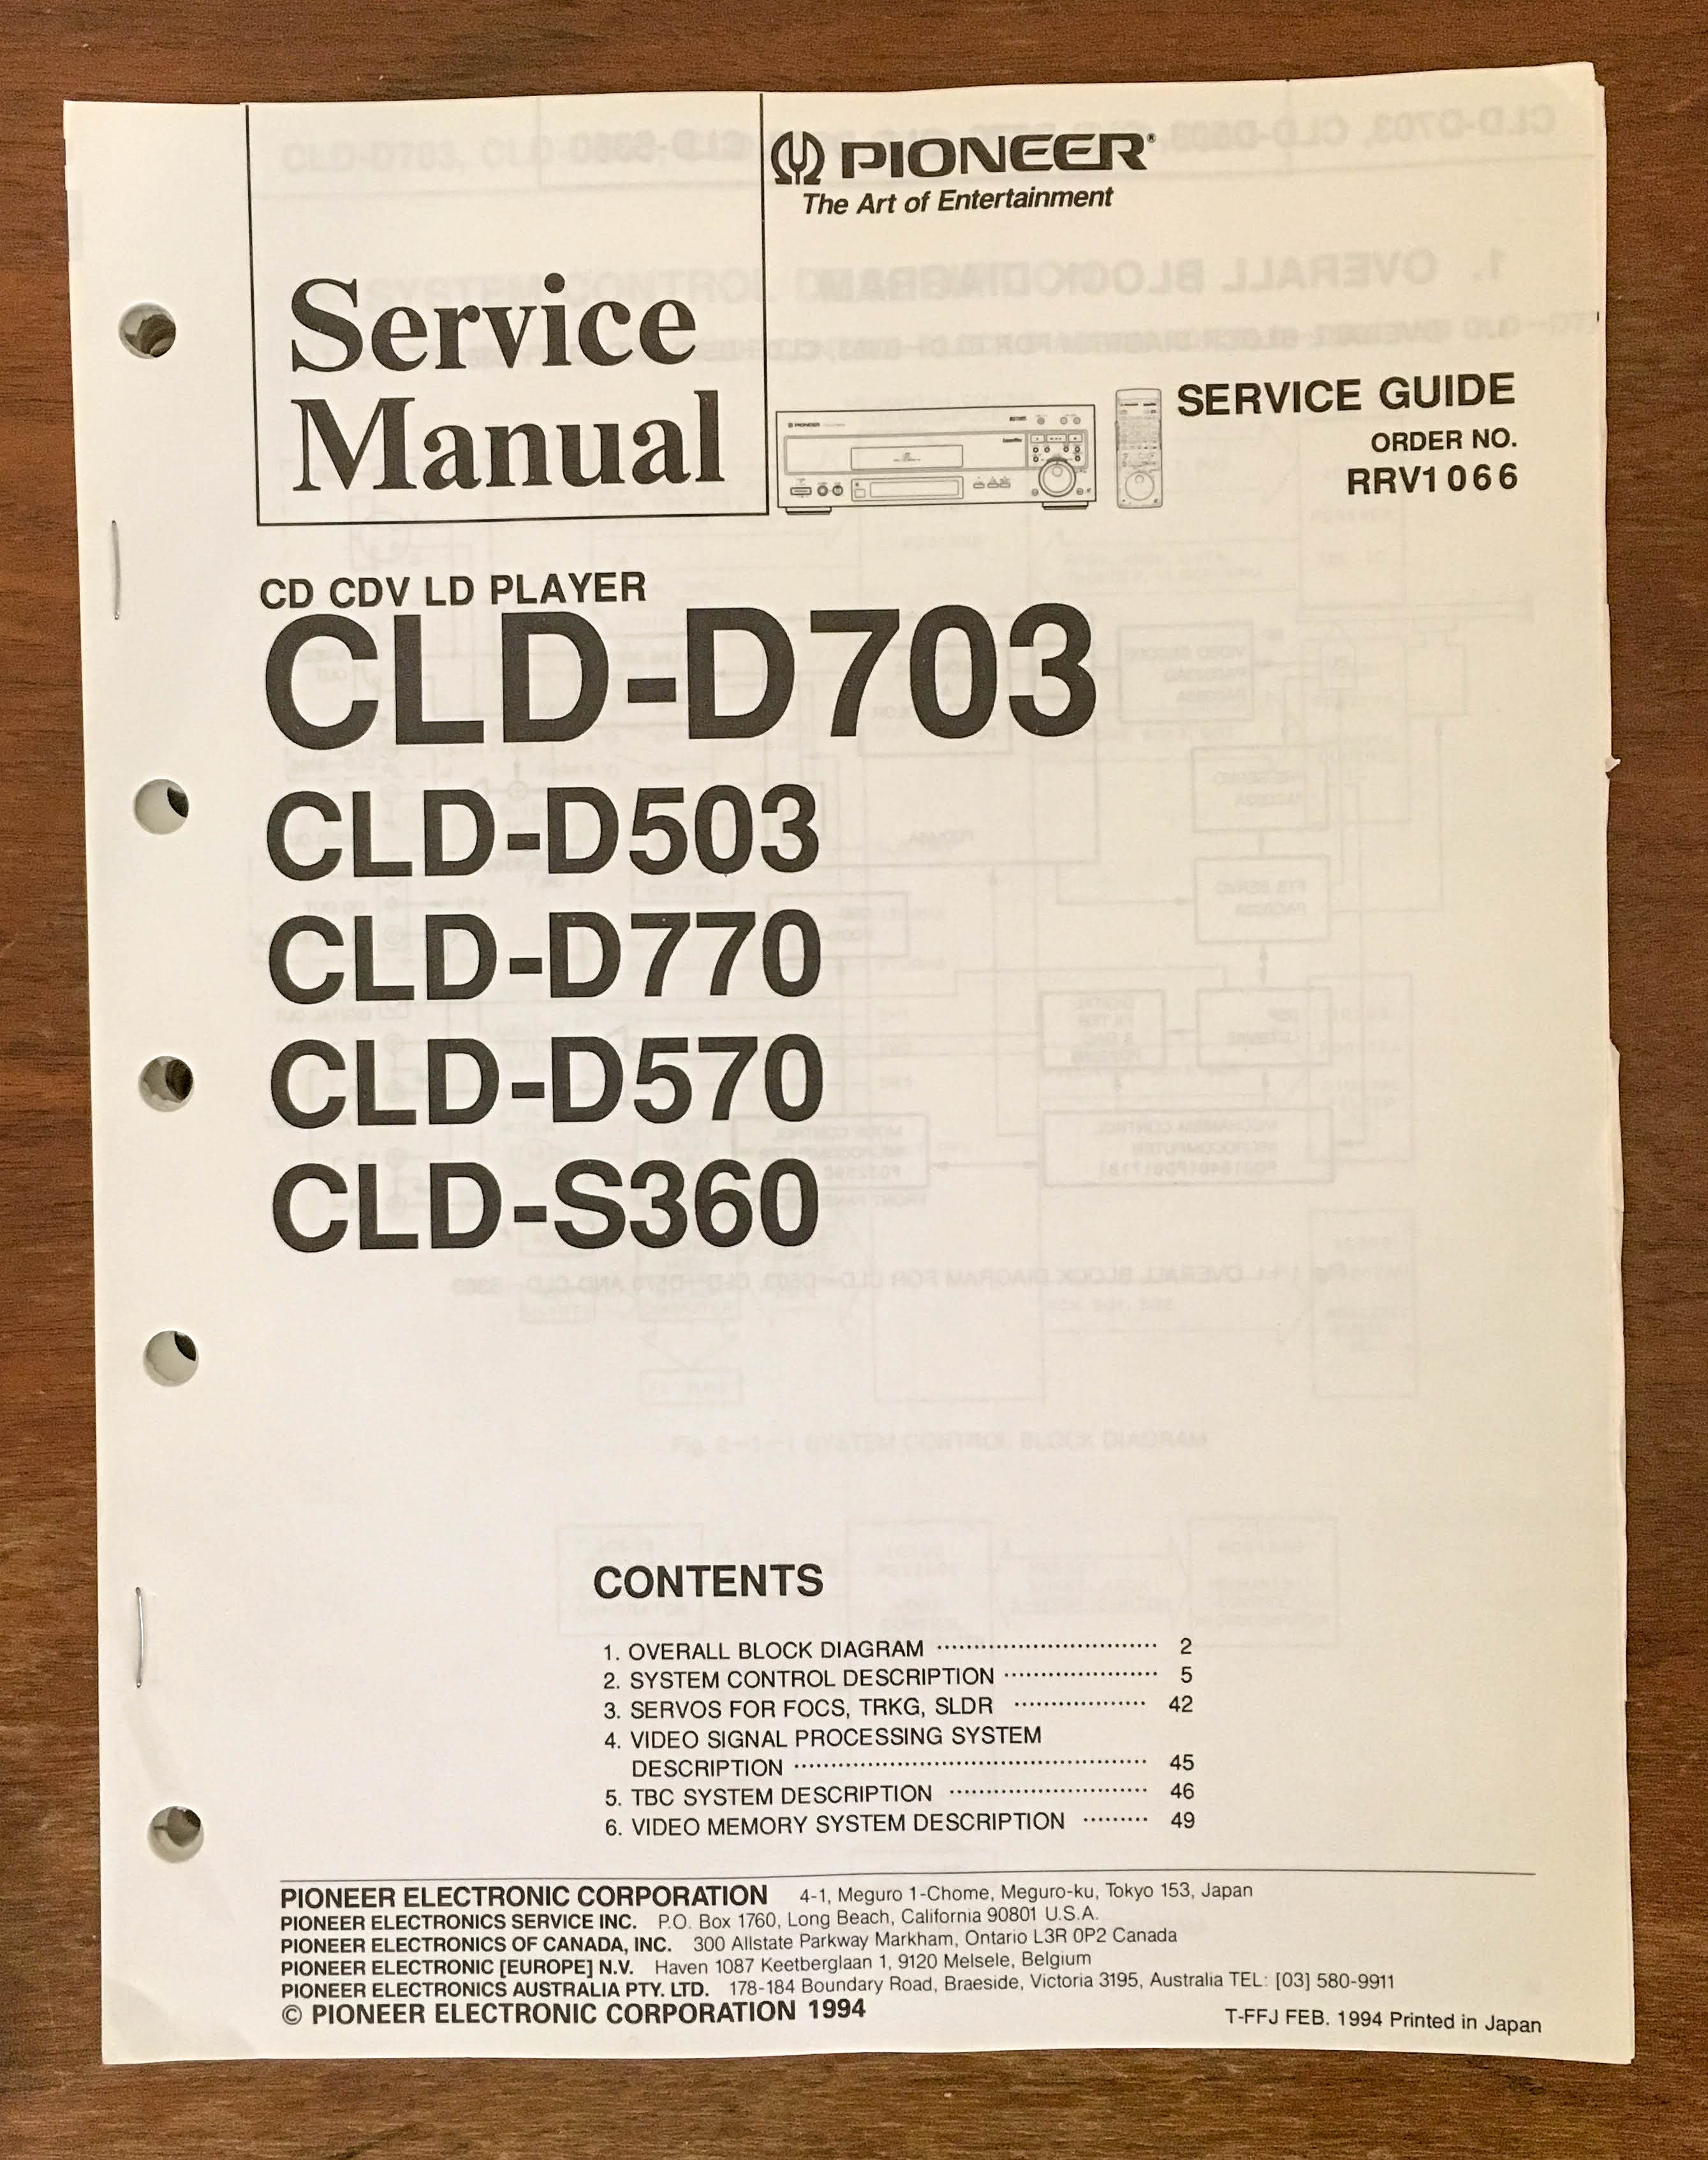 PIONEER®
The Art of Entertainment
Service
Manual
PIONEER
SERVICE GUIDE
ORDER NO.
RRV1066
CD CDV LD PLAYER
CLD-D703
CLD-D503
CLD-D770
CLD-D570
CLD-S360
CONTENTS
1. OVERALL BLOCK DIAGRAM ······························ 2
2. SYSTEM CONTROL DESCRIPTION ····················· 5
3. SERVOS FOR FOCS, TRKG, SLDR ·················· 42
4. VIDEO SIGNAL PROCESSING SYSTEM
DESCRIPTION ················································ 45
5. TBC SYSTEM DESCRIPTION ··························· 46
6. VIDEO MEMORY SYSTEM DESCRIPTION ········· 49
PIONEER ELECTRONIC CORPORATION 4-1, Meguro 1-Chome, Meguro-ku, Tokyo 153, Japan
PIONEER ELECTRONICS SERVICE INC. P.O. Box 1760, Long Beach, California 90801 U.S.A.
PIONEER ELECTRONICS OF CANADA, INC. 300 Allstate Parkway Markham, Ontario L3R 0P2 Canada
PIONEER ELECTRONIC [EUROPE] N.V. Haven 1087 Keetberglaan 1, 9120 Melsele, Belgium
PIONEER ELECTRONICS AUSTRALIA PTY. LTD. 178-184 Boundary Road, Braeside, Victoria 3195, Australia TEL: [03] 580-9911
© PIONEER ELECTRONIC CORPORATION 1994
T-FFJ FEB. 1994 Printed in Japan